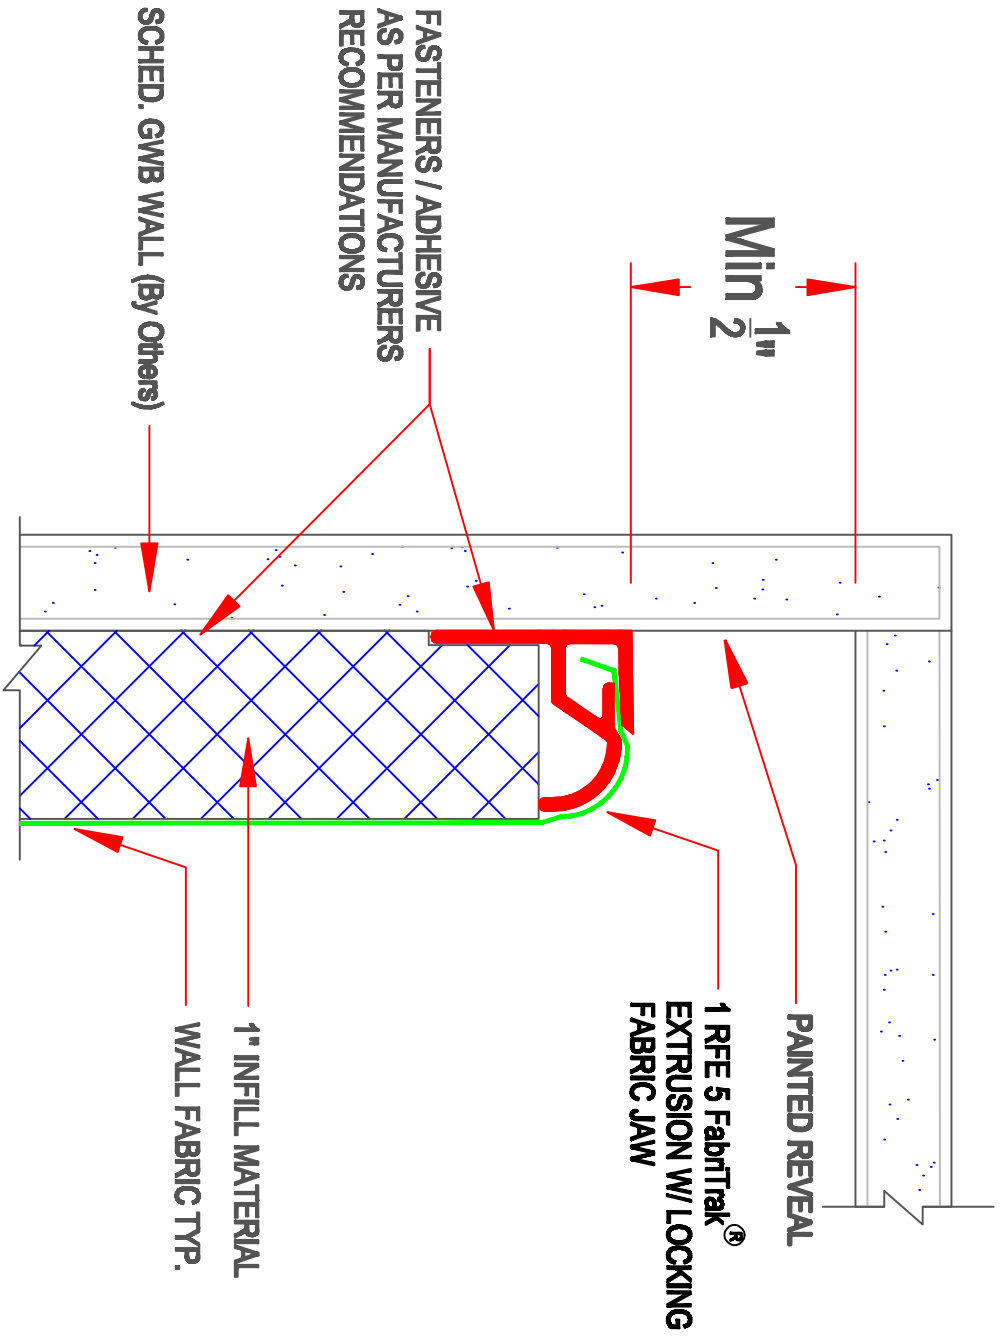 SCHED. GWB WALL (By Others)
FASTENERS / ADHESIVE
AS PER MANUFACTURERS
RECOMMENDATIONS
Min 1/2"
PAINTED REVEAL
1 RFE 5 FabriTrak®
EXTRUSION W/ LOCKING
FABRIC JAW
1" INFILL MATERIAL
WALL FABRIC TYP.